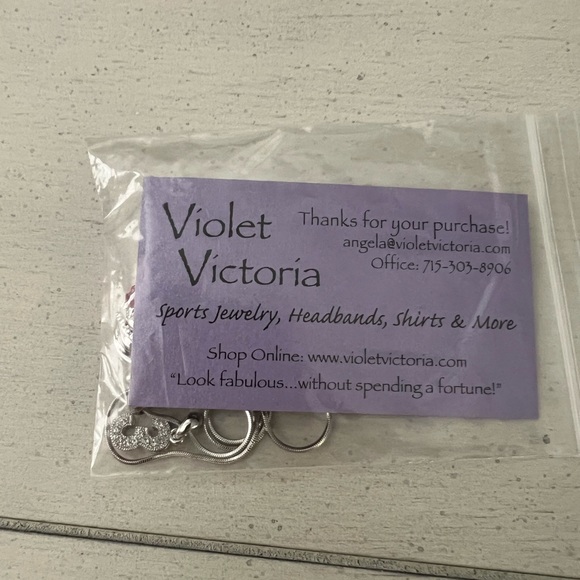 Violet
Victoria
Thanks for your purchase!
angela@violetvictoria.com
Office: 715-303-8906
Sports Jewelry, Headbands, Shirts & More
Shop Online: www.violetvictoria.com
“Look fabulous...without spending a fortune!”